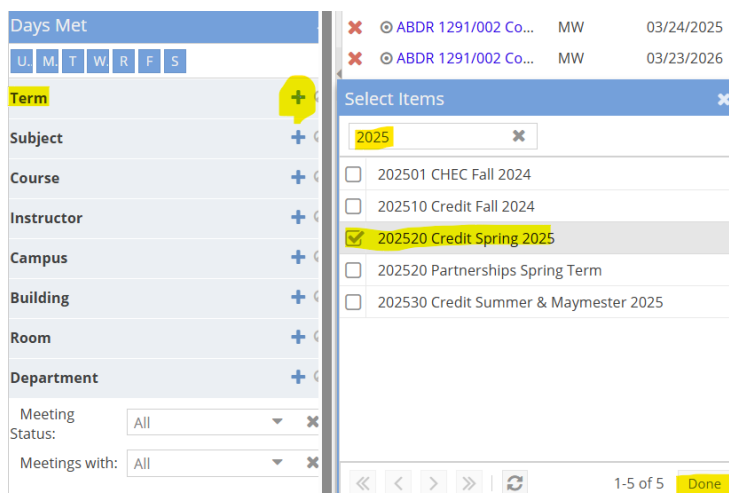 Days Met
U. M. T W. R F S
Term
Subject
Course
Instructor
Campus
Building
Room
Department
Meeting
Status:
All
Meetings with:
All
ABDR 1291/002 Co... MW 03/24/2025
ABDR 1291/002 Co... MW 03/23/2026
Select Items
2025
202501 CHEC Fall 2024
202510 Credit Fall 2024
202520 Credit Spring 2025
202520 Partnerships Spring Term
202530 Credit Summer & Maymester 2025
1-5 of 5 Done